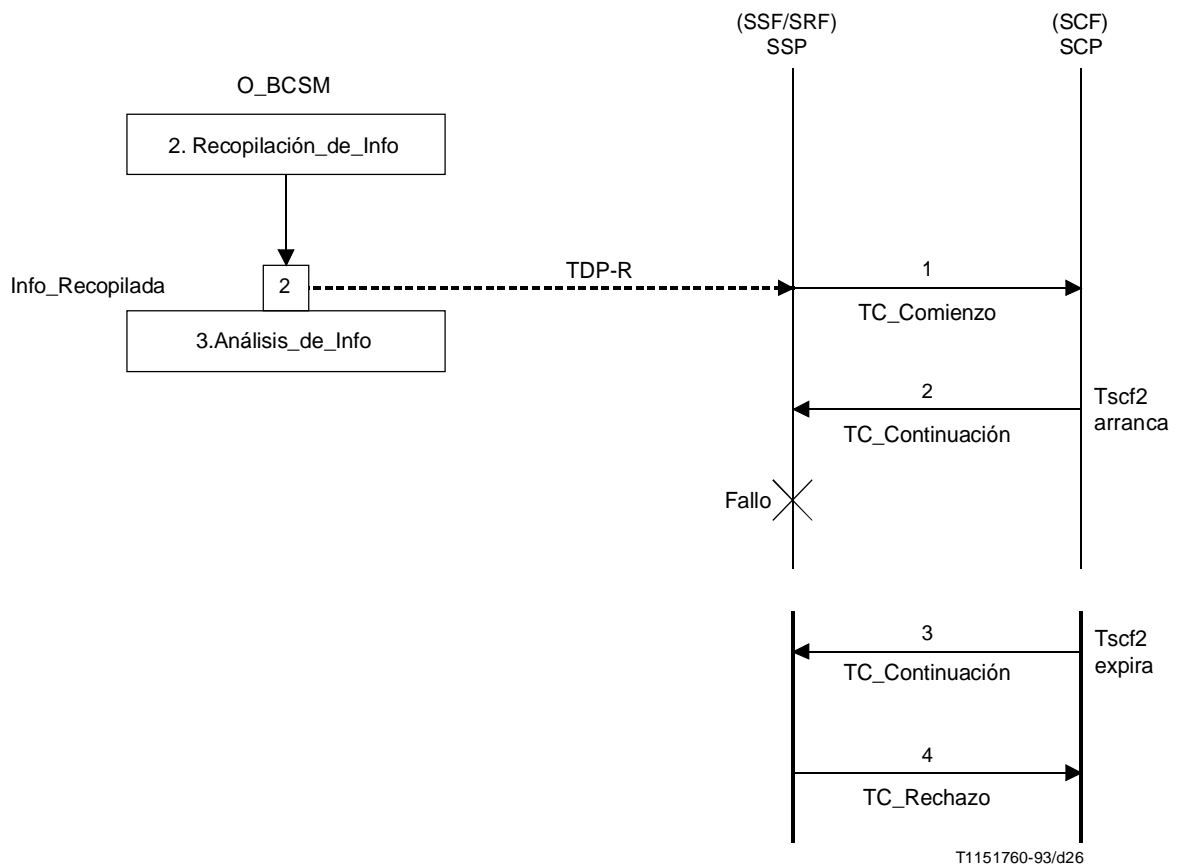 (SSF/SRF)
SSP
(SCF)
SCP
O_BCSM
2. Recopilación_de_Info
Info_Recopilada
2
TDP-R
1
TC_Comienzo
3.Análisis_de_Info
2
TC_Continuación
Tscf2
arranca
Fallo
3
TC_Continuación
Tscf2
expira
4
TC_Rechazo
T1151760-93/d26